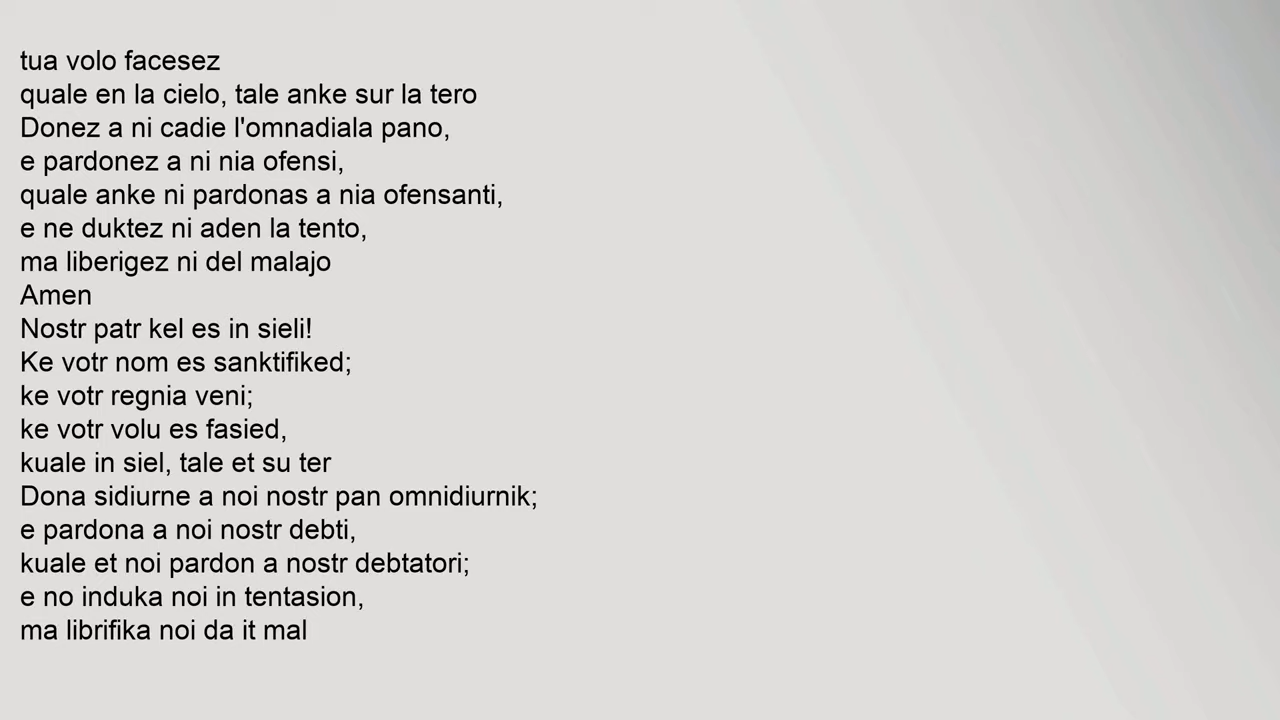 tua volo facesez
quale en la cielo, tale anke sur la tero
Donez a ni cadie l'omnadiala pano,
e pardonez a ni nia ofensi,
quale anke ni pardonas a nia ofensanti,
e ne duktez ni aden la tento,
ma liberigez ni del malajo
Amen
Nostr patr kel es in sieli!
Ke votr nom es sanktifiked;
ke votr regnia veni;
ke votr volu es fasied,
kuale in siel, tale et su ter
Dona sidiurne a noi nostr pan omnidiurnik;
e pardona a noi nostr debti,
kuale et noi pardon a nostr debtatori;
e no induka noi in tentasion,
ma librifika noi da it mal